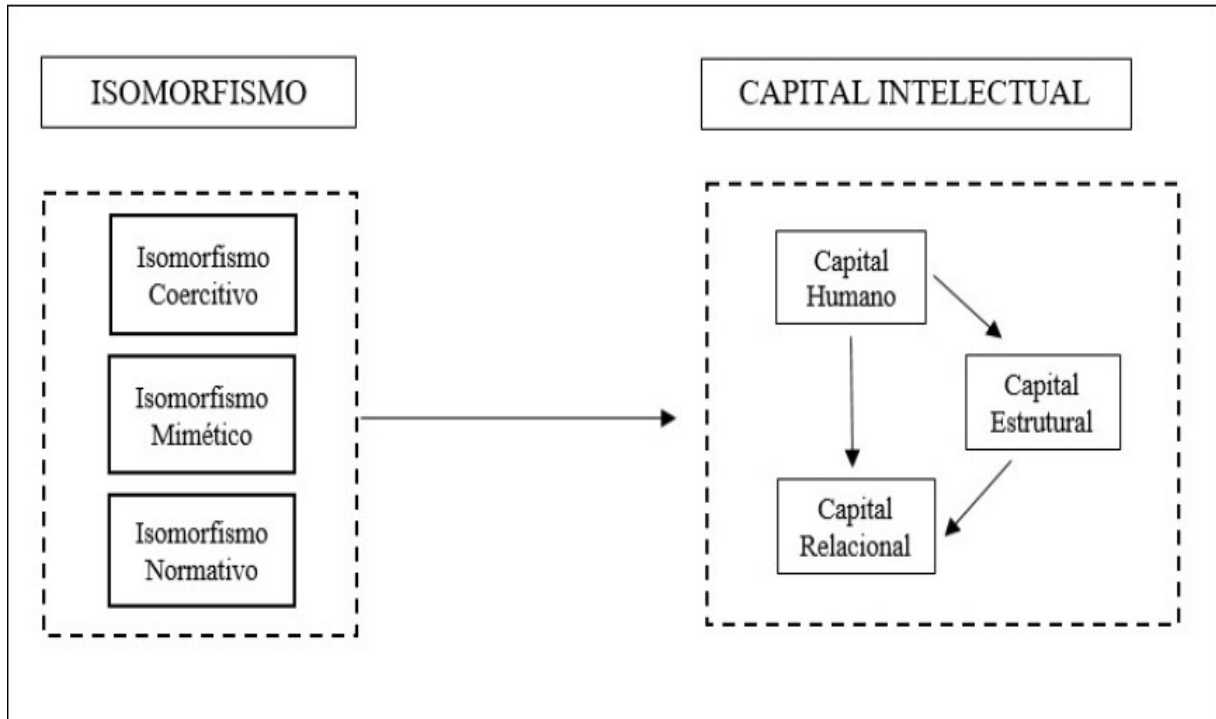 ISOMORFISMO
Isomorfismo
Coercitivo
Isomorfismo
Mimético
Isomorfismo
Normativo
CAPITAL INTELECTUAL
Capital
Humano
Capital
Estrutural
Capital
Relacional